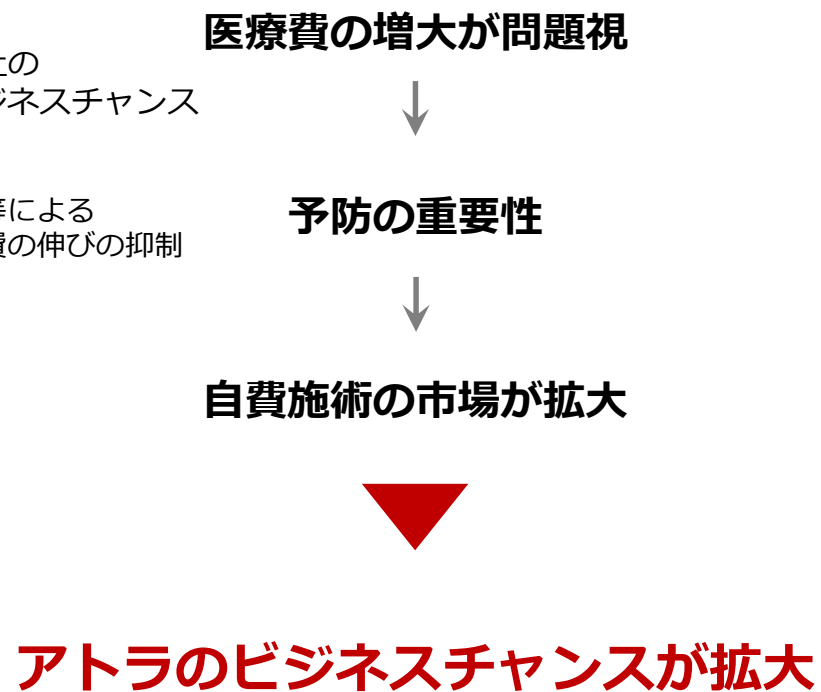 医療費の増大が問題視
の
ネスチャンス
予防の重要性
による
の伸びの抑制
自費施術の市場が拡大
アトラのビジネスチャンスが拡大